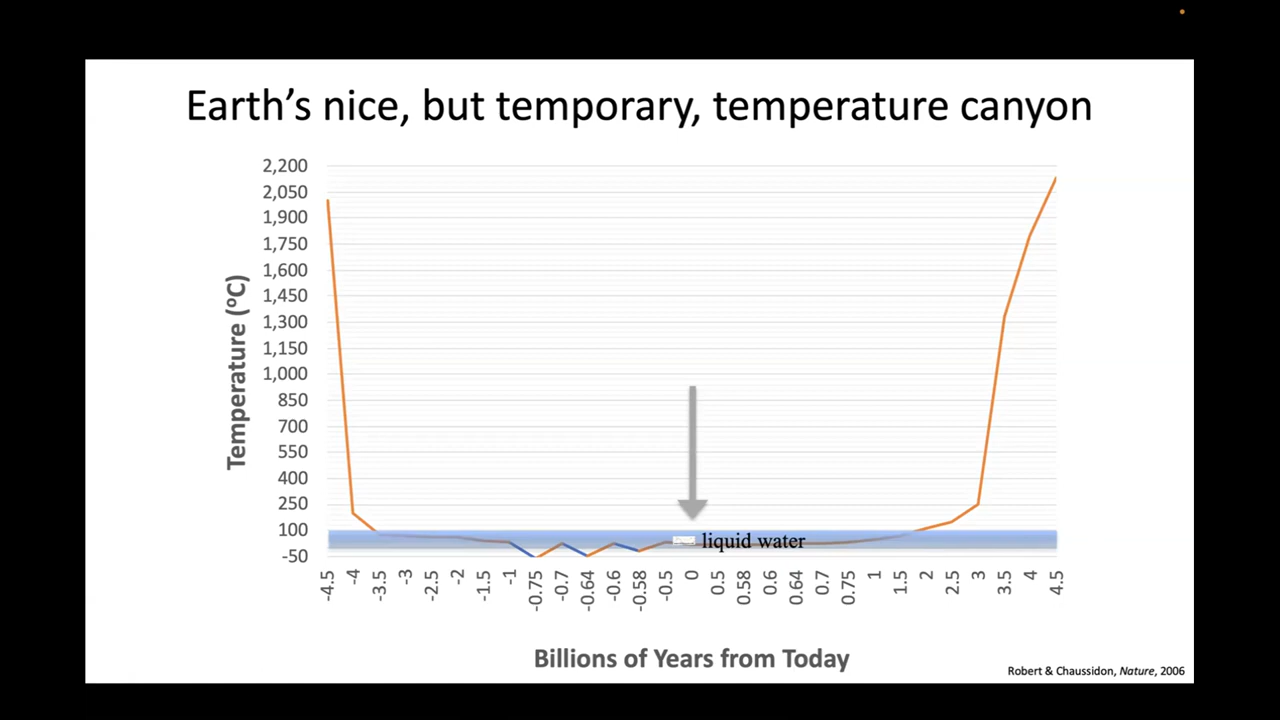 Earth's nice, but temporary, temperature canyon
2,200
2,050
1,900
1,750
1,600
1,450
1,300
1,150
1,000
850
700
550
400
250
100
-50
Temperature (°C)
liquid water
-4.5 -4 -3.5 -3 -2.5 -2 -1.5 -1 -0.75 -0.7 -0.64 -0.6 -0.58 -0.5 0 0.5 0.58 0.6 0.64 0.7 0.75 1 1.5 2 2.5 3 3.5 4 4.5
Billions of Years from Today
Robert & Chaussidon, Nature, 2006